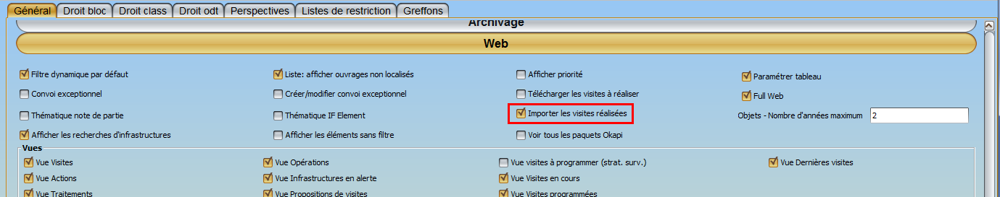 Général Droit bloc Droit class Droit odt Perspectives Listes de restriction Greffons
Archivage
Web
Filtre dynamique par défaut Liste: afficher ouvrages non localisés Afficher priorité Paramétrer tableau
Convoi exceptionnel Créer/modifier convoi exceptionnel Télécharger les visites à réaliser Full Web
Thématique note de partie Thématique IF Element Importer les visites réalisées Objets - Nombre d'années maximum 2
Afficher les recherches d'infrastructures Afficher les éléments sans filtre Voir tous les paquets Okapi
Vues
Vue Visites Vue Opérations Vue visites à programmer (strat. surv.) Vue Dernières visites
Vue Actions Vue Infrastructures en alerte Vue Visites en cours
Vue Traitements Vue Propositions de visites Vue Visites programmées